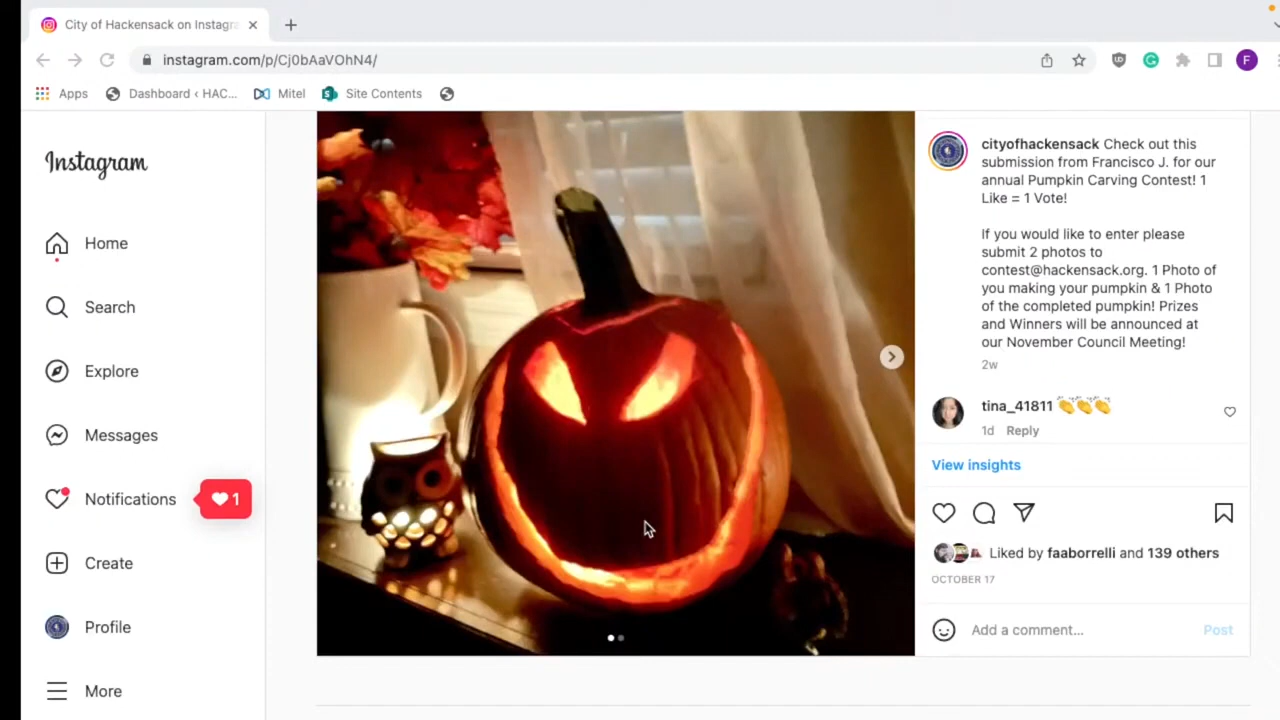 City of Hackensack on Instagra
instagram.com/p/Cj0bAaVOhN4/
F
Apps
Dashboard ‹ HAC...
Mitel
Site Contents
Instagram
Home
Search
Explore
Messages
Notifications
1
Create
Profile
More
cityofhackensack Check out this
submission from Francisco J. for our
annual Pumpkin Carving Contest! 1
Like = 1 Vote!
If you would like to enter please
submit 2 photos to
contest@hackensack.org. 1 Photo of
you making your pumpkin & 1 Photo
of the completed pumpkin! Prizes
and Winners will be announced at
our November Council Meeting!
2w
tina_41811 👏👏👏
1d Reply
View insights
Liked by faaborrelli and 139 others
OCTOBER 17
Add a comment...
Post